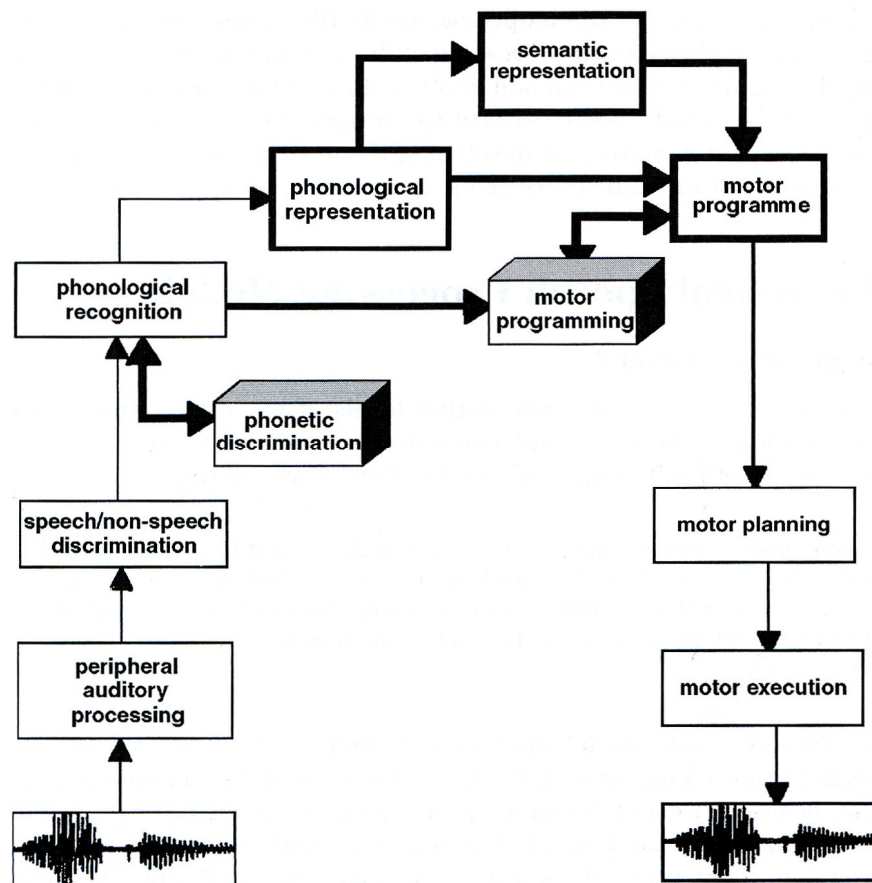 semantic
representation
phonological
representation
motor
programme
phonological
recognition
motor
programming
phonetic
discrimination
speech/non-speech
discrimination
motor planning
peripheral
auditory
processing
motor execution